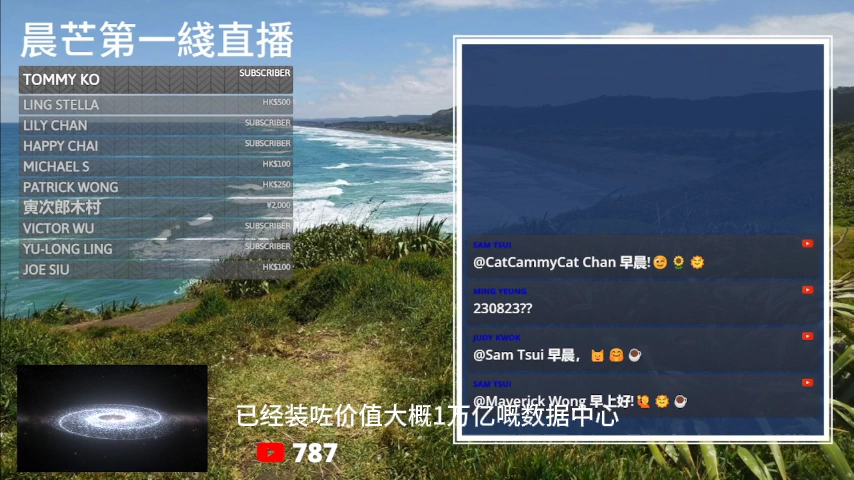 晨芒第一綫直播
TOMMY KO SUBSCRIBER
LING STELLA HK$500
LILY CHAN SUBSCRIBER
HAPPY CHAI SUBSCRIBER
MICHAEL S HK$100
PATRICK WONG HK$250
寅次郎木村 ¥2,000
VICTOR WU SUBSCRIBER
YU-LONG LING SUBSCRIBER
JOE SIU HK$100
SAM TSUI
@CatCammyCat Chan 早晨!😉🌻🌞
MING YEUNG
230823??
JUDY KWOK
@Sam Tsui 早晨，😺🤗☕
SAM TSUI
@Maverick Wong 早上好!🙋🌞☕
已经装咗价值大概1万亿嘅数据中心
787